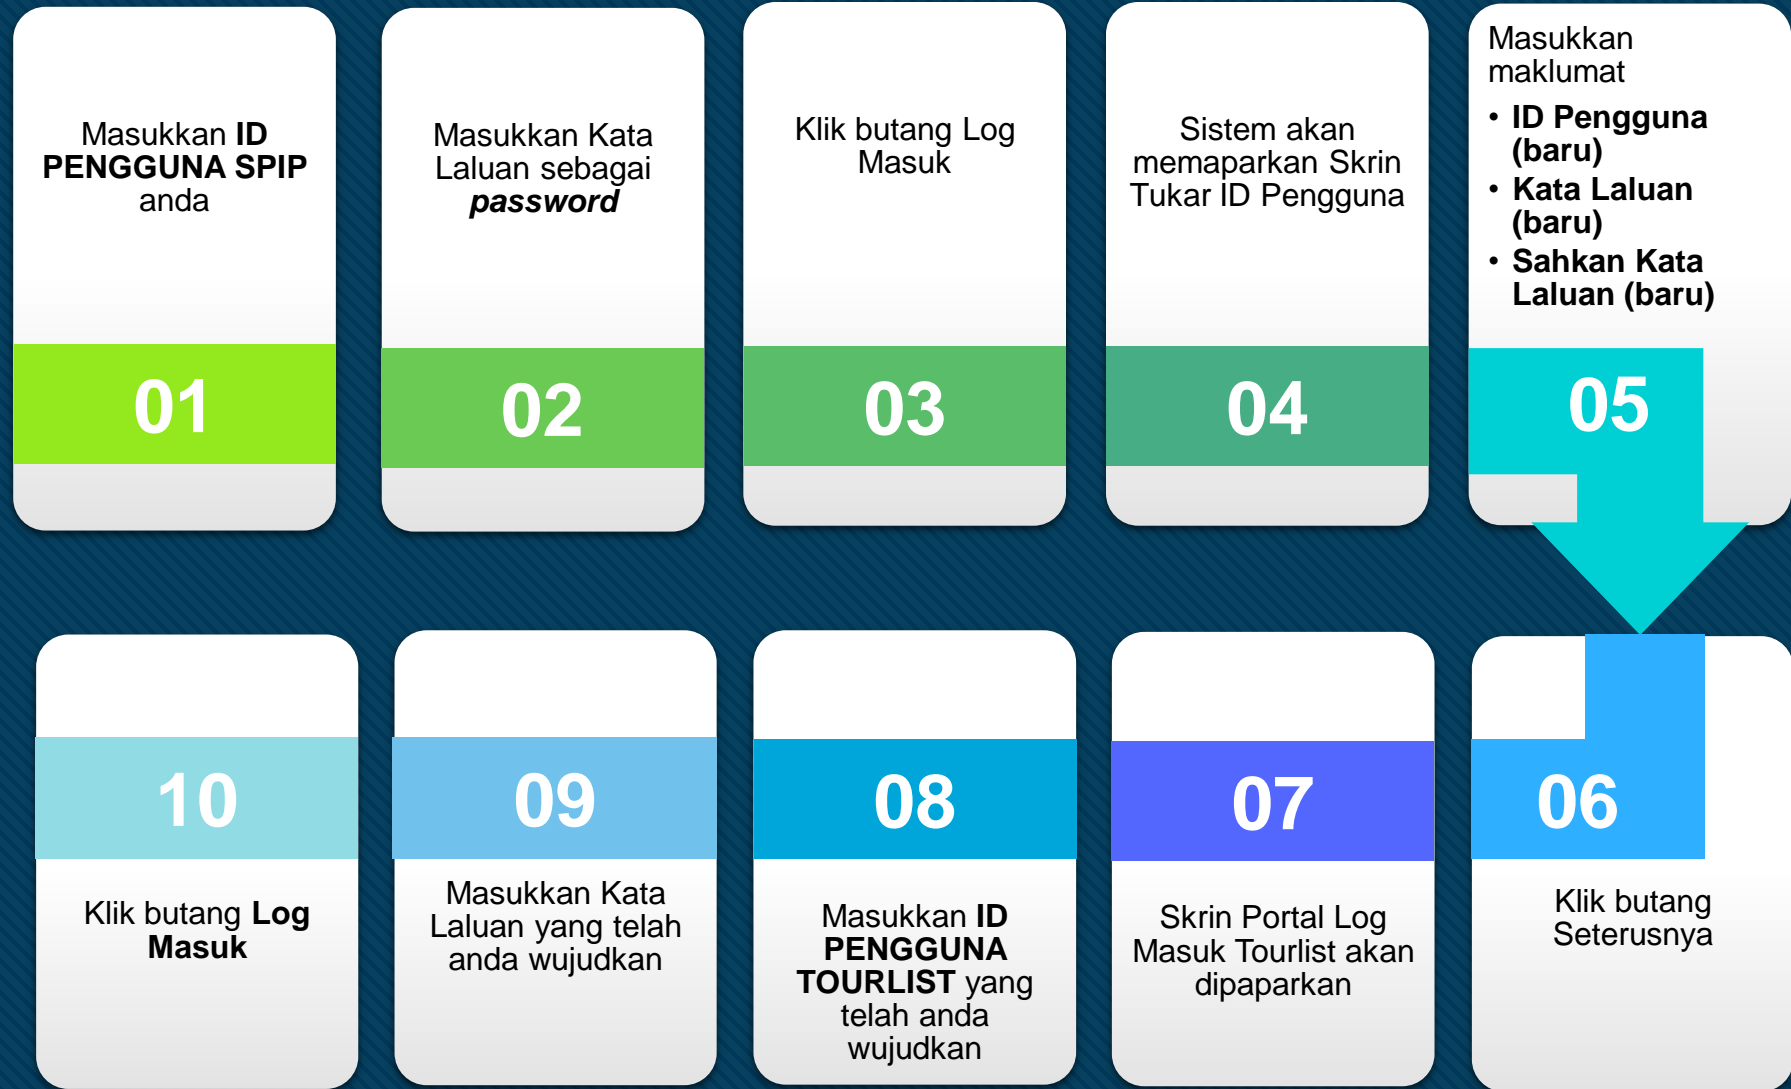 Masukkan ID
PENGGUNA SPIP
anda
01
Masukkan Kata
Laluan sebagai
password
02
Klik butang Log
Masuk
03
Sistem akan
memaparkan Skrin
Tukar ID Pengguna
04
Masukkan
maklumat
• ID Pengguna
(baru)
• Kata Laluan
(baru)
• Sahkan Kata
Laluan (baru)
05
06
Klik butang
Seterusnya
07
Skrin Portal Log
Masuk Tourlist akan
dipaparkan
08
Masukkan ID
PENGGUNA
TOURLIST yang
telah anda
wujudkan
09
Masukkan Kata
Laluan yang telah
anda wujudkan
10
Klik butang Log
Masuk